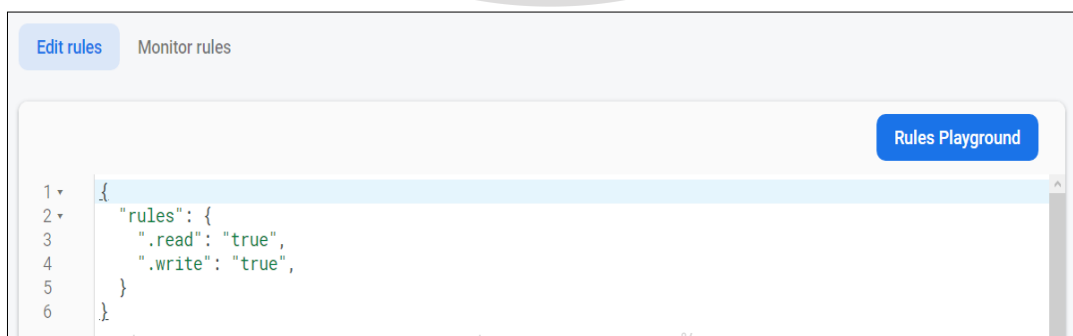 Edit rules Monitor rules
Rules Playground
1 {
2 "rules": {
3 ".read": "true",
4 ".write": "true",
5 }
6 }